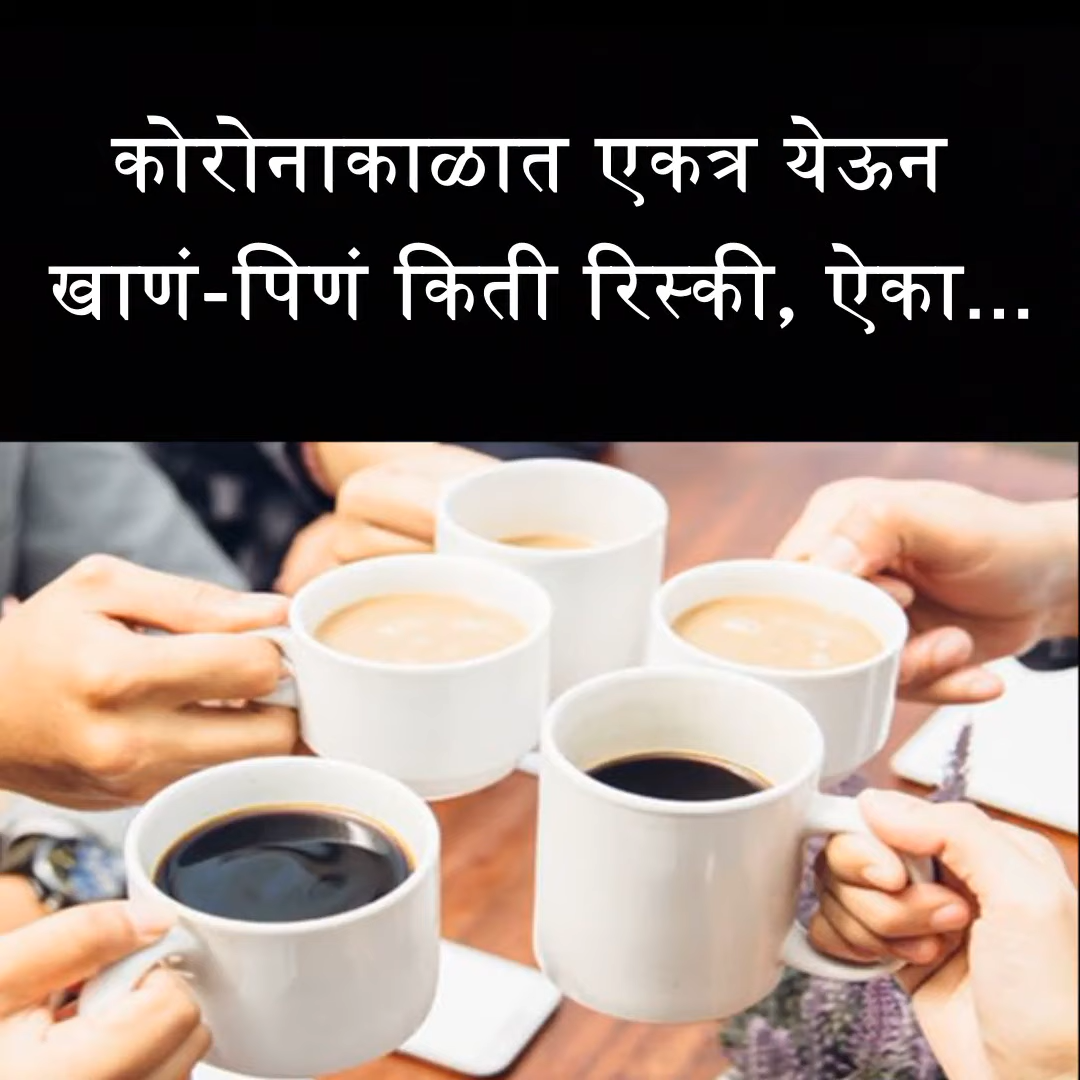 कोरोनाकाळात एकत्र येऊन
खाणं-पिणं किती रिस्की, ऐका...